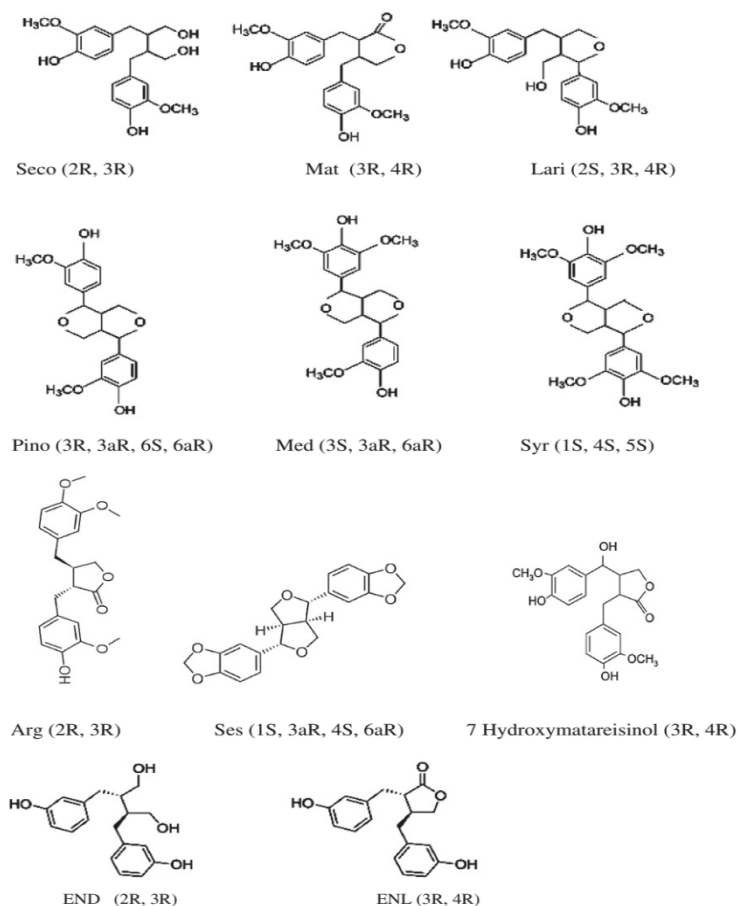 H₃CO
OH
OH
HO
OCH₃
OH
Seco (2R, 3R)
H₃CO
O
O
HO
OCH₃
OH
Mat (3R, 4R)
H₃CO
O
HO
HO
OCH₃
OH
Lari (2S, 3R, 4R)
OH
H₃CO
O
O
H₃CO
OH
Pino (3R, 3aR, 6S, 6aR)
OH
H₃CO
OCH₃
O
O
H₃CO
OH
Med (3S, 3aR, 6aR)
OH
H₃CO
OCH₃
O
O
H₃CO
OCH₃
OH
Syr (1S, 4S, 5S)
O
O
O
O
O
OH
Arg (2R, 3R)
O
O
O
H
H
O
O
O
Ses (1S, 3aR, 4S, 6aR)
OH
H₃CO
HO
O
O
OCH₃
OH
7 Hydroxymatareisinol (3R, 4R)
OH
HO
OH
OH
END (2R, 3R)
O
HO
O
OH
ENL (3R, 4R)